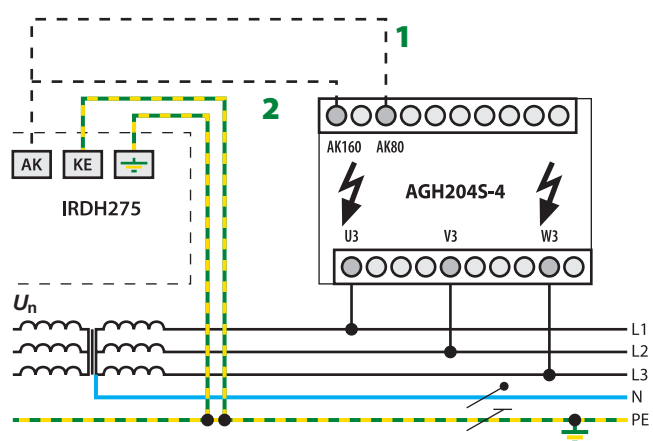 1
2
AK160 AK80
AK KE
AGH204S-4
IRDH275
U3 V3 W3
Un
L1
L2
L3
N
PE